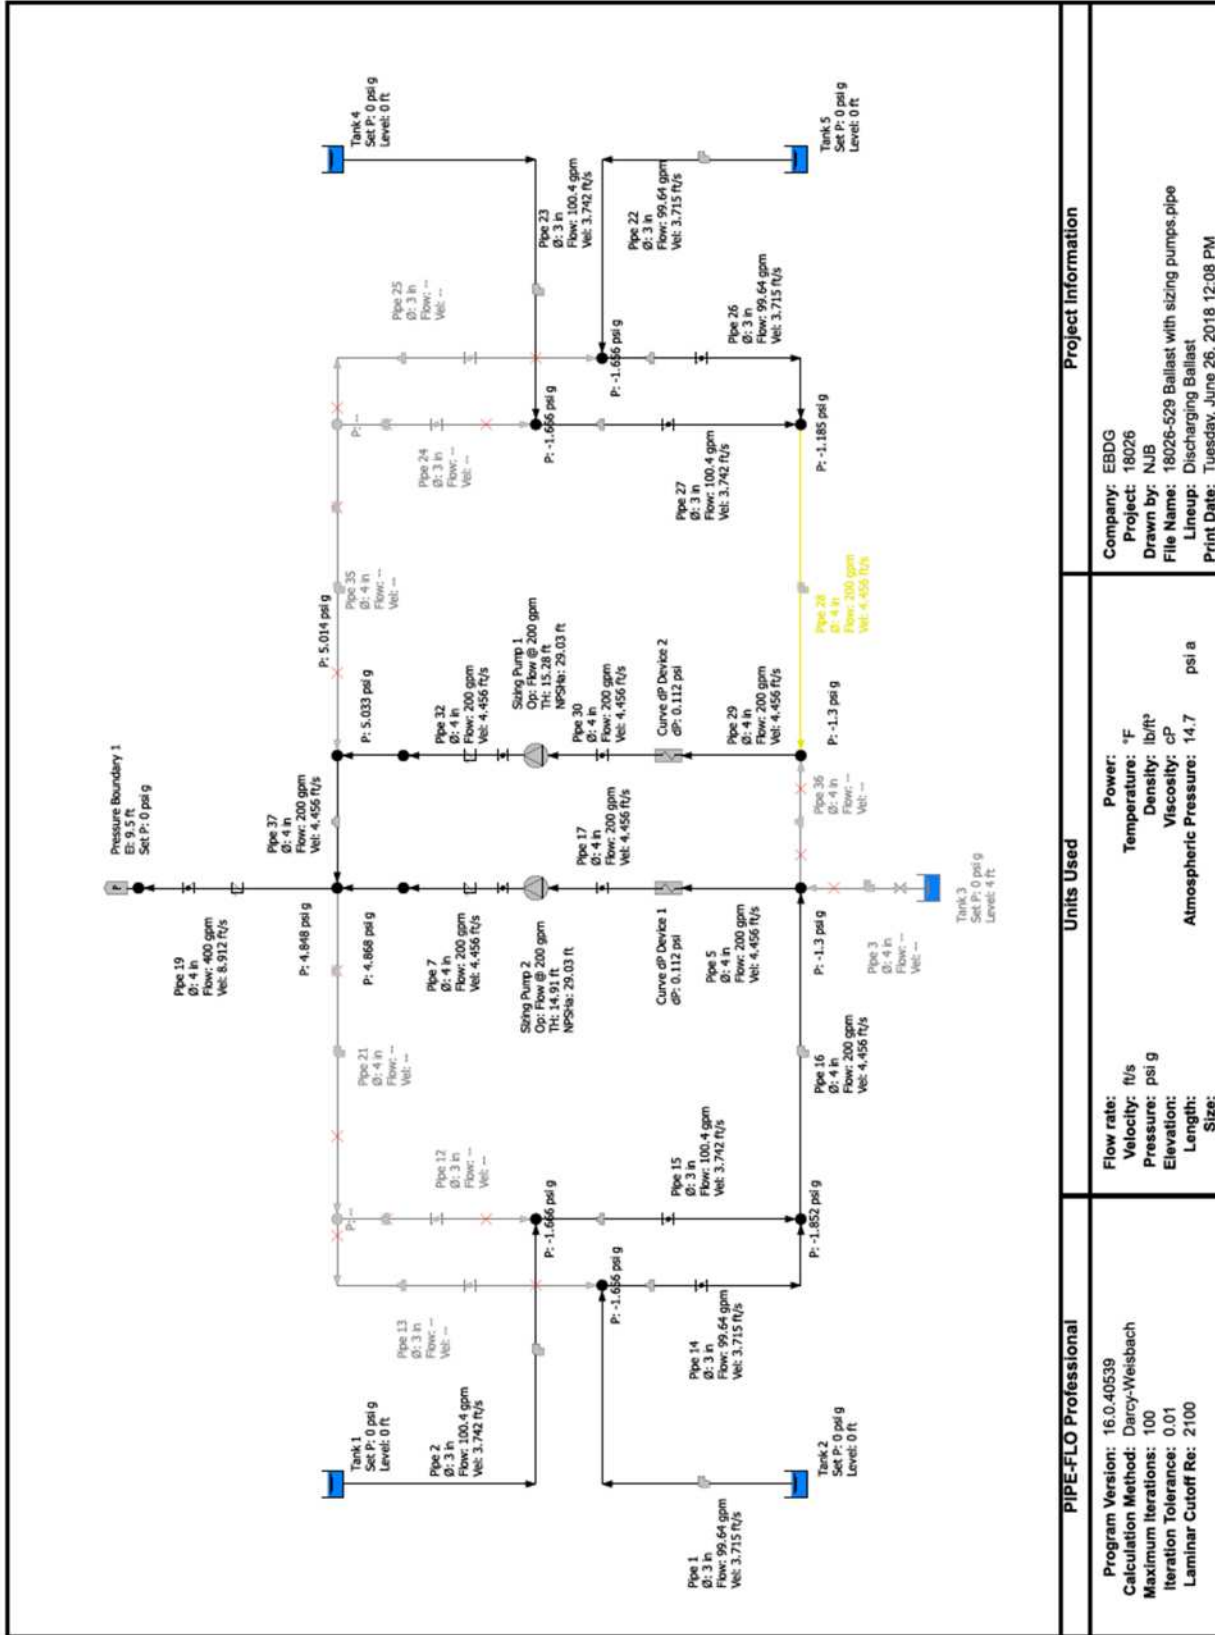 Pressure Boundary 1
El: 9.5 ft
Set P: 0 psi g
Pipe 19
Ø: 4 in
Flow: 400 gpm
Vel: 8.912 ft/s
Pipe 37
Ø: 4 in
Flow: 200 gpm
Vel: 4.456 ft/s
P: 4.848 psi g
P: 4.868 psi g
P: 5.014 psi g
P: 5.033 psi g
Tank 1
Set P: 0 psi g
Level: 0 ft
Pipe 2
Ø: 3 in
Flow: 100.4 gpm
Vel: 3.742 ft/s
Pipe 13
Ø: 3 in
Flow: --
Vel: --
P: --
Pipe 12
Ø: 3 in
Flow: --
Vel: --
Pipe 21
Ø: 4 in
Flow: --
Vel: --
Pipe 7
Ø: 4 in
Flow: 200 gpm
Vel: 4.456 ft/s
Pipe 32
Ø: 4 in
Flow: 200 gpm
Vel: 4.456 ft/s
Pipe 35
Ø: 4 in
Flow: --
Vel: --
P: --
Pipe 24
Ø: 3 in
Flow: --
Vel: --
Pipe 25
Ø: 3 in
Flow: --
Vel: --
Tank 4
Set P: 0 psi g
Level: 0 ft
Pipe 23
Ø: 3 in
Flow: 100.4 gpm
Vel: 3.742 ft/s
P: -1.666 psi g
P: -1.656 psi g
Sizing Pump 2
Op: Flow @ 200 gpm
TH: 14.91 ft
NPSHa: 29.03 ft
Sizing Pump 1
Op: Flow @ 200 gpm
TH: 15.28 ft
NPSHa: 29.03 ft
P: -1.666 psi g
P: -1.656 psi g
Pipe 22
Ø: 3 in
Flow: 99.64 gpm
Vel: 3.715 ft/s
Pipe 1
Ø: 3 in
Flow: 99.64 gpm
Vel: 3.715 ft/s
Pipe 14
Ø: 3 in
Flow: 99.64 gpm
Vel: 3.715 ft/s
Pipe 15
Ø: 3 in
Flow: 100.4 gpm
Vel: 3.742 ft/s
Pipe 17
Ø: 4 in
Flow: 200 gpm
Vel: 4.456 ft/s
Pipe 30
Ø: 4 in
Flow: 200 gpm
Vel: 4.456 ft/s
Curve dP Device 1
dP: 0.112 psi
Curve dP Device 2
dP: 0.112 psi
Pipe 5
Ø: 4 in
Flow: 200 gpm
Vel: 4.456 ft/s
Pipe 29
Ø: 4 in
Flow: 200 gpm
Vel: 4.456 ft/s
Pipe 27
Ø: 3 in
Flow: 100.4 gpm
Vel: 3.742 ft/s
Pipe 26
Ø: 3 in
Flow: 99.64 gpm
Vel: 3.715 ft/s
Tank 2
Set P: 0 psi g
Level: 0 ft
P: -1.852 psi g
Pipe 16
Ø: 4 in
Flow: 200 gpm
Vel: 4.456 ft/s
P: -1.3 psi g
Pipe 36
Ø: 4 in
Flow: --
Vel: --
P: -1.3 psi g
Pipe 28
Ø: 4 in
Flow: 200 gpm
Vel: 4.456 ft/s
P: -1.185 psi g
Tank 5
Set P: 0 psi g
Level: 0 ft
Pipe 3
Ø: 4 in
Flow: --
Vel: --
Tank 3
Set P: 0 psi g
Level: 4 ft
PIPE-FLO Professional
Program Version: 16.0.40539
Calculation Method: Darcy-Weisbach
Maximum Iterations: 100
Iteration Tolerance: 0.01
Laminar Cutoff Re: 2100
Units Used
Flow rate:
Velocity: ft/s
Pressure: psi g
Elevation:
Length:
Size:
Power:
Temperature: °F
Density: lb/ft³
Viscosity: cP
Atmospheric Pressure: 14.7 psi a
Project Information
Company: EBDG
Project: 18026
Drawn by: NJB
File Name: 18026-529 Ballast with sizing pumps.pipe
Lineup: Discharging Ballast
Print Date: Tuesday, June 26, 2018 12:08 PM